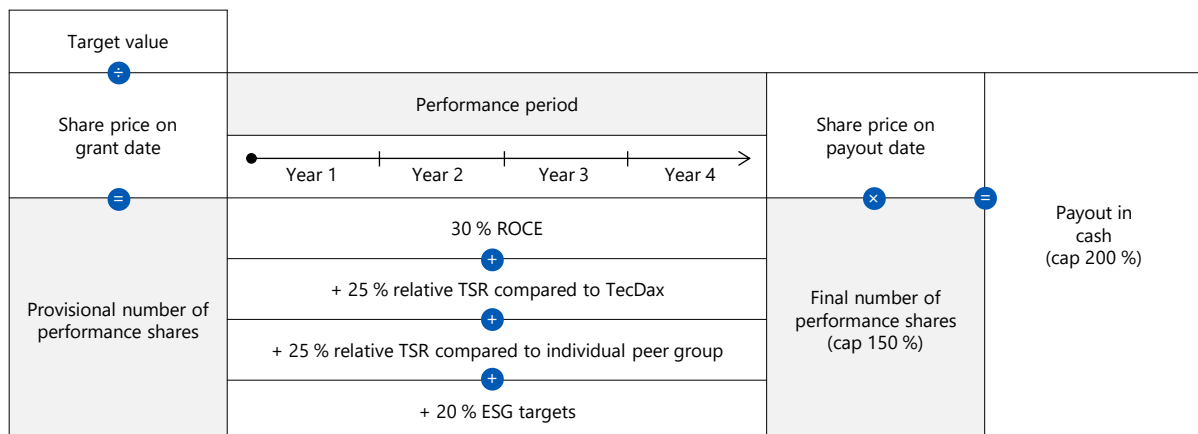 Target value
÷
Share price on
grant date
=
Provisional number of
performance shares
Performance period
Year 1
Year 2
Year 3
Year 4
30 % ROCE
+
+ 25 % relative TSR compared to TecDax
+
+ 25 % relative TSR compared to individual peer group
+
+ 20 % ESG targets
Share price on
payout date
×
Final number of
performance shares
(cap 150 %)
=
Payout in
cash
(cap 200 %)